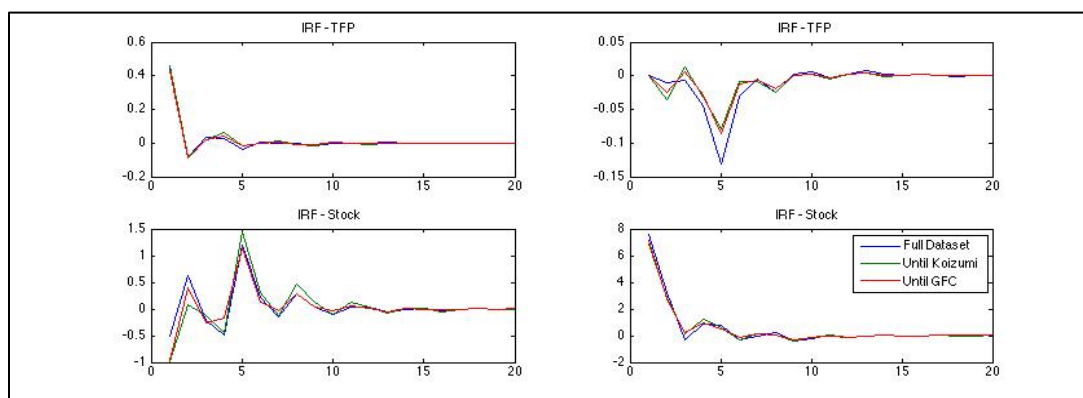 IRF - TFP
0.6
0.4
0.2
0
-0.2
0 5 10 15 20
0.05
0
-0.05
-0.1
-0.15
0 5 10 15 20
IRF - Stock
1.5
1
0.5
0
-0.5
-1
0 5 10 15 20
IRF - Stock
8
6
4
2
0
-2
0 5 10 15 20
Full Dataset
Until Koizumi
Until GFC
IRF - TFP